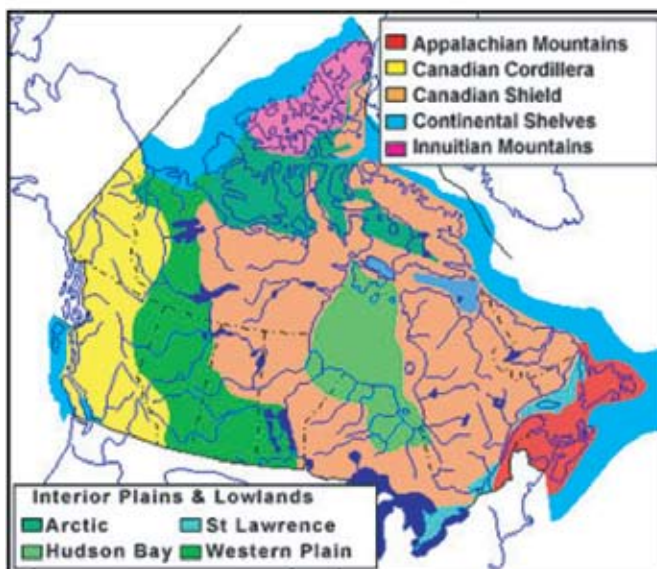 Appalachian Mountains
Canadian Cordillera
Canadian Shield
Continental Shelves
Innuitian Mountains
Interior Plains & Lowlands
Arctic
St Lawrence
Hudson Bay
Western Plain